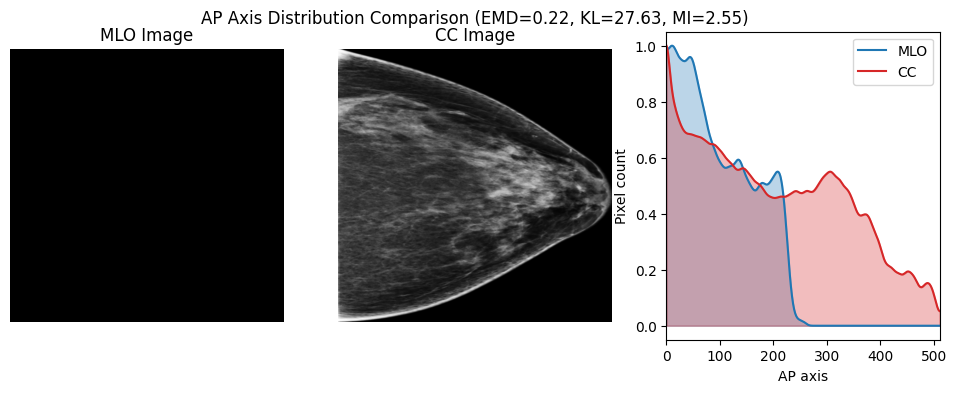 AP Axis Distribution Comparison (EMD=0.22, KL=27.63, MI=2.55)
MLO Image
CC Image
MLO
CC
Pixel count
1.0
0.8
0.6
0.4
0.2
0.0
0 100 200 300 400 500
AP axis